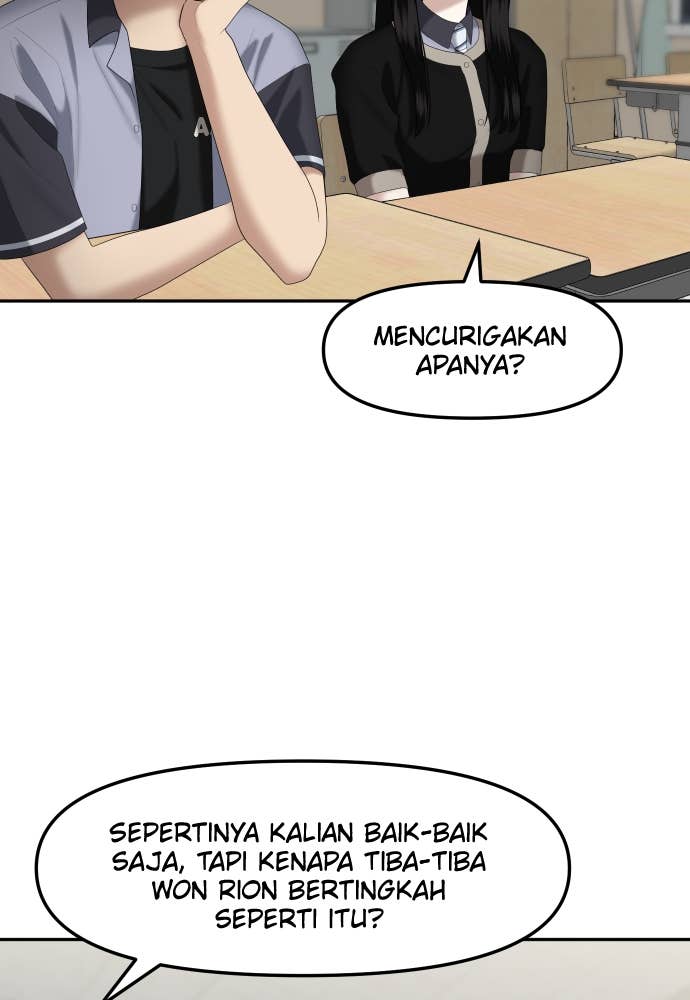 A
MENCURIGAKAN
APANYA?
SEPERTINYA KALIAN BAIK-BAIK
SAJA, TAPI KENAPA TIBA-TIBA
WON RION BERTINGKAH
SEPERTI ITU?